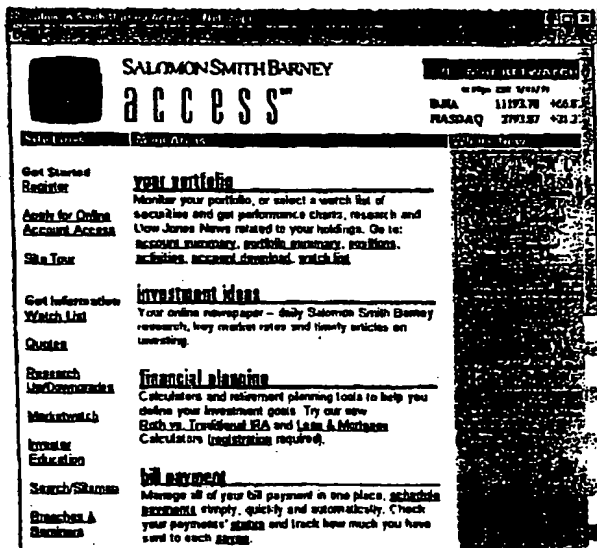 SALOMON SMITH BARNEY
access℠
DJIA 11193.70
NASDAQ
Get Started
Register
Apply for Online
Account Access
Site Tour
Get Information
Watch List
Quotes
Research
Up/Downgrades
Marketwatch
Investor
Education
Search/Sitemap
Branches &
Seminars
your portfolio
Monitor your portfolio, or select a watch list of
securities and get performance charts, research and
Dow Jones News related to your holdings. Go to:
account summary, portfolio summary, positions,
activities, account download, watch list
investment ideas
Your online newspaper – daily Salomon Smith Barney
research, key market rates and timely articles on
investing.
financial planning
Calculators and retirement planning tools to help you
define your investment goals. Try our new
Roth vs. Traditional IRA and Loan & Mortgage
Calculators (registration required).
bill payment
Manage all of your bill payment in one place, schedule
payments simply, quickly and automatically. Check
your payments' status and track how much you have
sent to each payee.